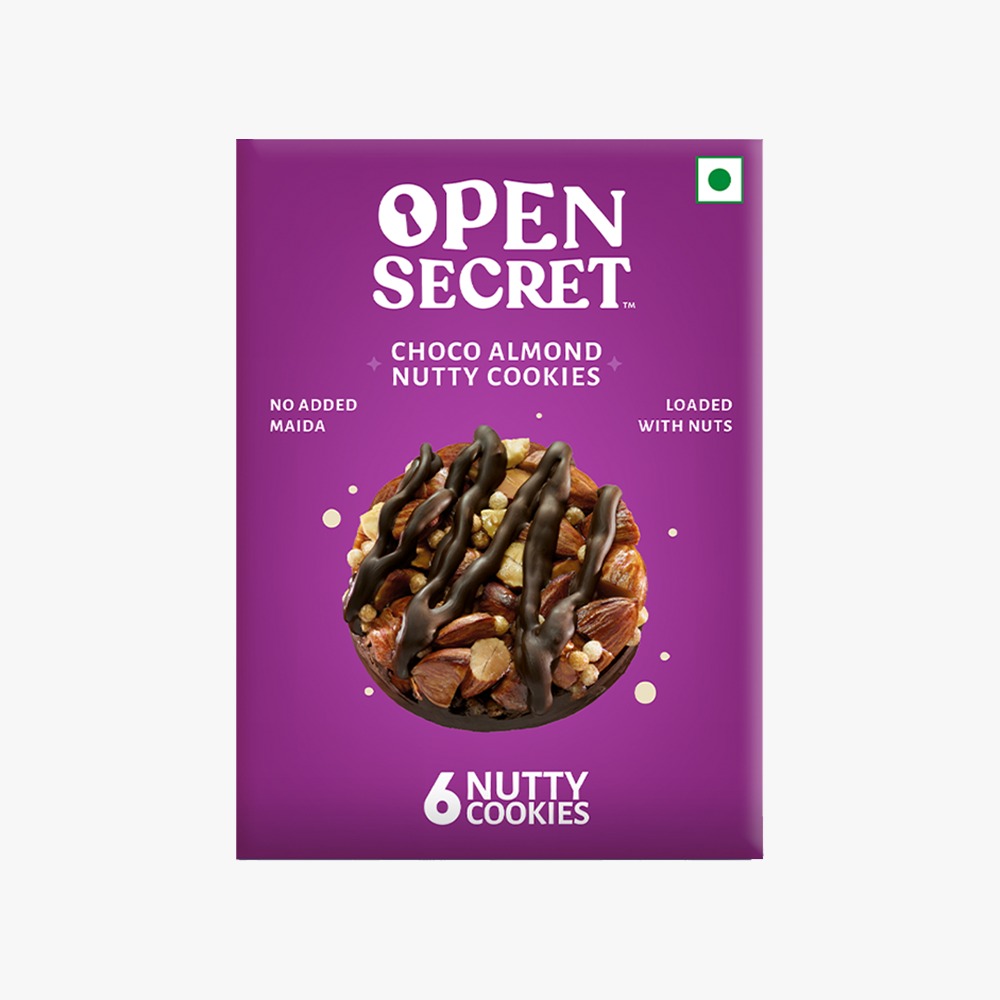 OPEN
SECRET™
CHOCO ALMOND
NUTTY COOKIES
NO ADDED
MAIDA
LOADED
WITH NUTS
6 NUTTY
COOKIES